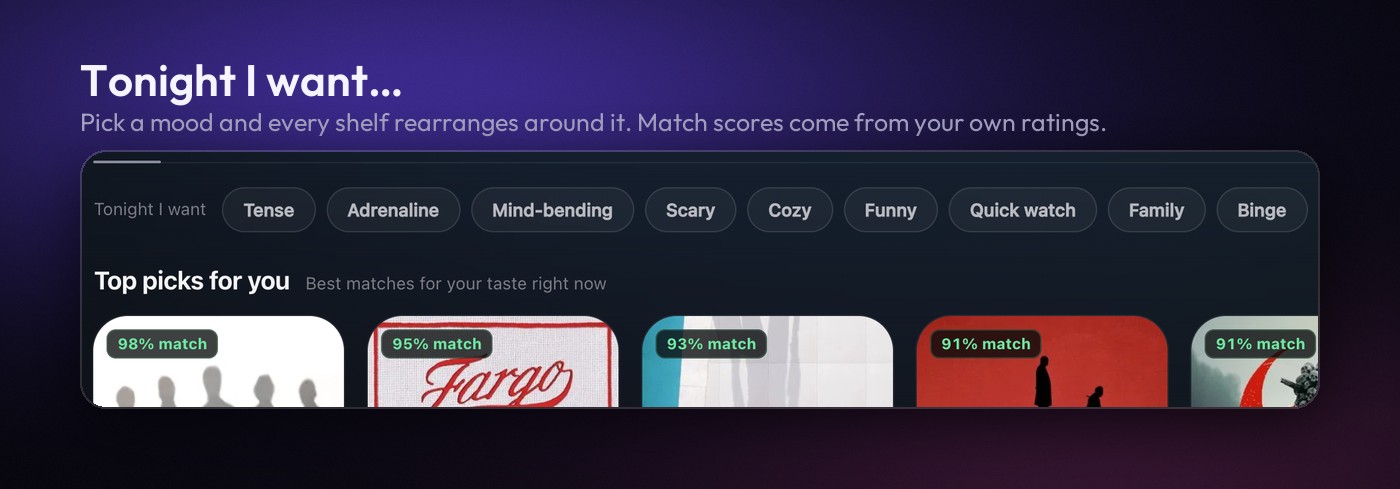 Tonight I want...
Pick a mood and every shelf rearranges around it. Match scores come from your own ratings.
Tonight I want Tense Adrenaline Mind-bending Scary Cozy Funny Quick watch Family Binge
Top picks for you Best matches for your taste right now
98% match 95% match 93% match 91% match 91% match
Fargo